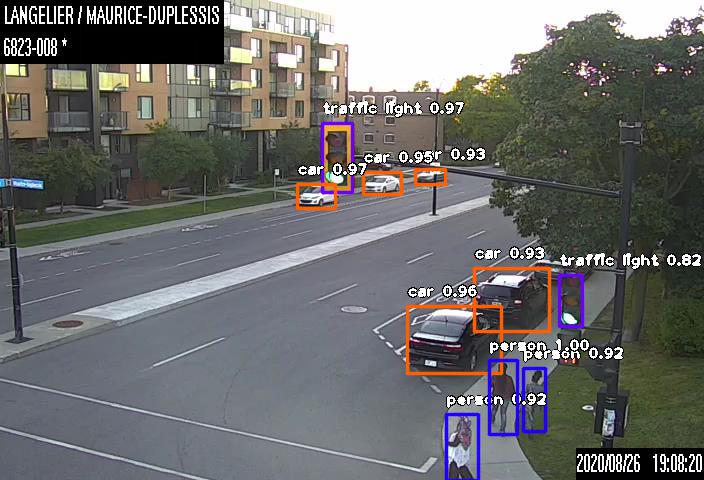 LANGELIER / MAURICE-DUPLESSIS
6823-008 *
traffic light 0.97
car 0.95
0.93
car 0.97
car 0.93
traffic light 0.82
car 0.96
person 1.00
person 0.92
person 0.92
2020/08/26 19:08:20